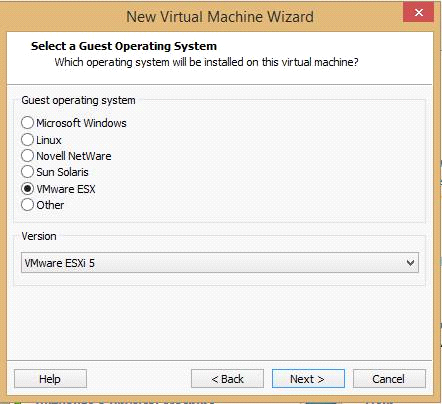 New Virtual Machine Wizard
Select a Guest Operating System
Which operating system will be installed on this virtual machine?
Guest operating system
Microsoft Windows
Linux
Novell NetWare
Sun Solaris
VMware ESX
Other
Version
VMware ESXi 5
Help
< Back
Next >
Cancel